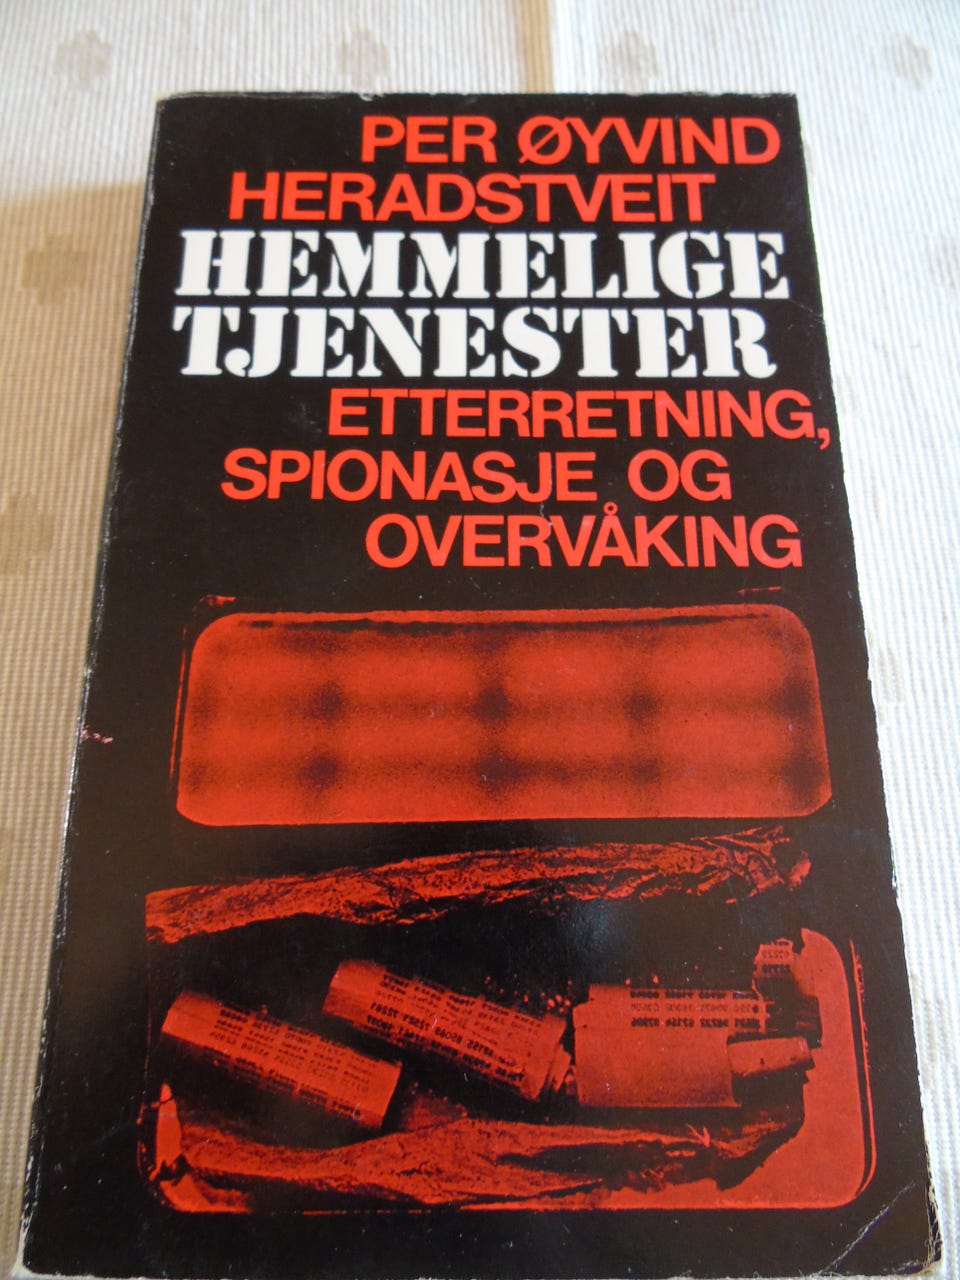 PER ØYVIND
HERADSTVEIT
HEMMELIGE
TJENESTER
ETTERRETNING,
SPIONASJE OG
OVERVÅKING